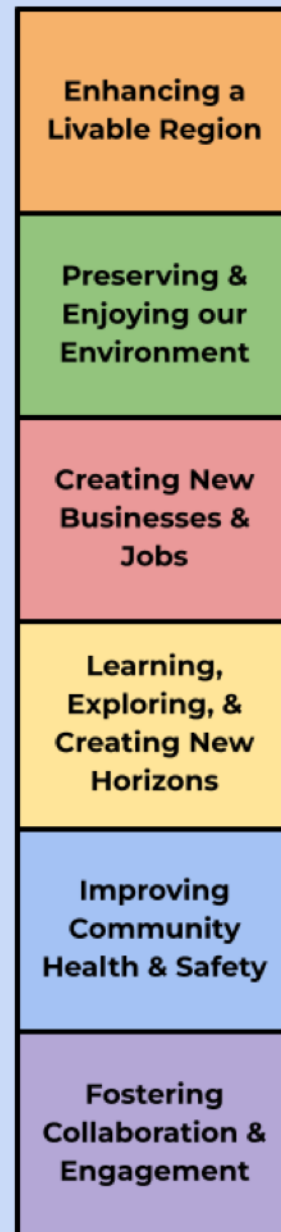 Enhancing a
Livable Region
Preserving &
Enjoying our
Environment
Creating New
Businesses &
Jobs
Learning,
Exploring, &
Creating New
Horizons
Improving
Community
Health & Safety
Fostering
Collaboration &
Engagement